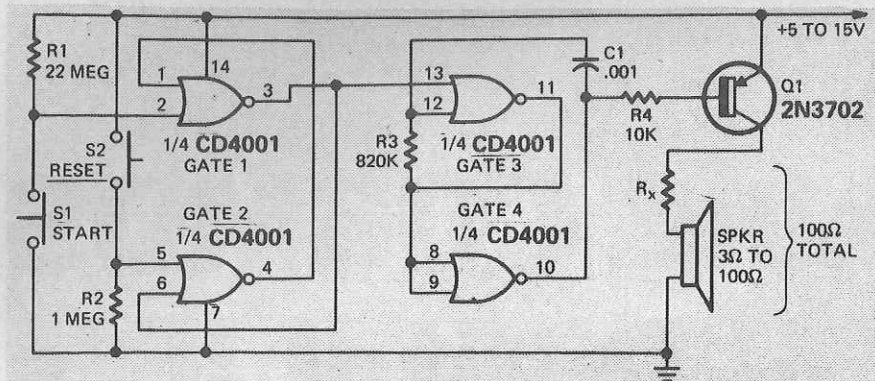 +5 TO 15V
R1
22 MEG
14
1
3
2
1/4 CD4001
GATE 1
S2
RESET
S1
START
GATE 2
1/4 CD4001
5
4
6
7
R2
1 MEG
13
11
12
R3
820K
1/4 CD4001
GATE 3
GATE 4
1/4 CD4001
8
10
9
C1
.001
R4
10K
Q1
2N3702
Rx
SPKR
3Ω TO
100Ω
100Ω
TOTAL